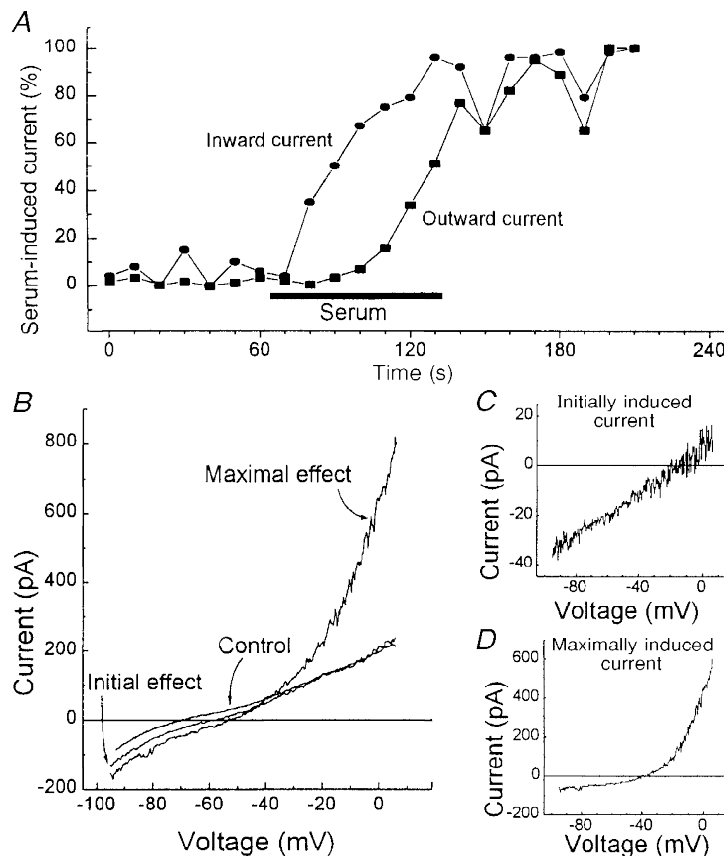 A
Serum-induced current (%)
100
80
60
40
20
0
Inward current
Outward current
Serum
0
60
120
180
240
Time (s)
B
Current (pA)
800
600
400
200
0
-200
Maximal effect
Control
Initial effect
-100
-80
-60
-40
-20
0
Voltage (mV)
C
Initially induced
current
Current (pA)
20
0
-20
-40
-80
-40
0
Voltage (mV)
D
Maximally induced
current
Current (pA)
600
400
200
0
-200
-80
-40
0
Voltage (mV)